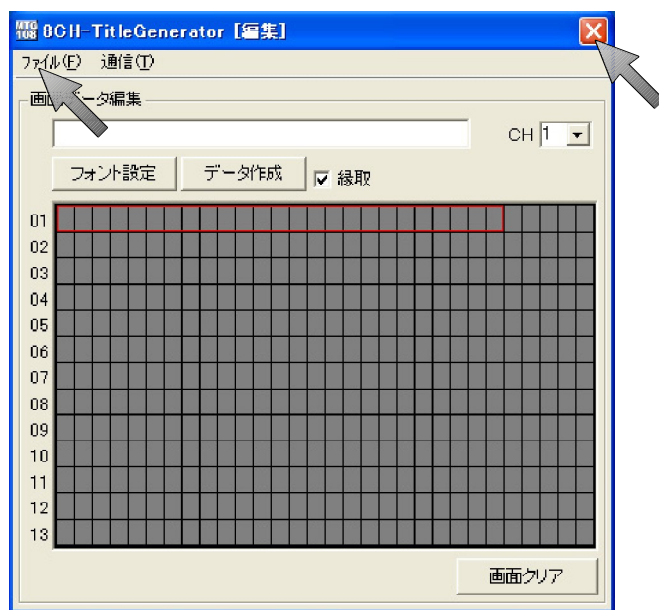 MTG 108 8CH-TitleGenerator [編集]
ファイル(F) 通信(T)
画面データ編集
CH 1
フォント設定 データ作成 縁取
01
02
03
04
05
06
07
08
09
10
11
12
13
画面クリア